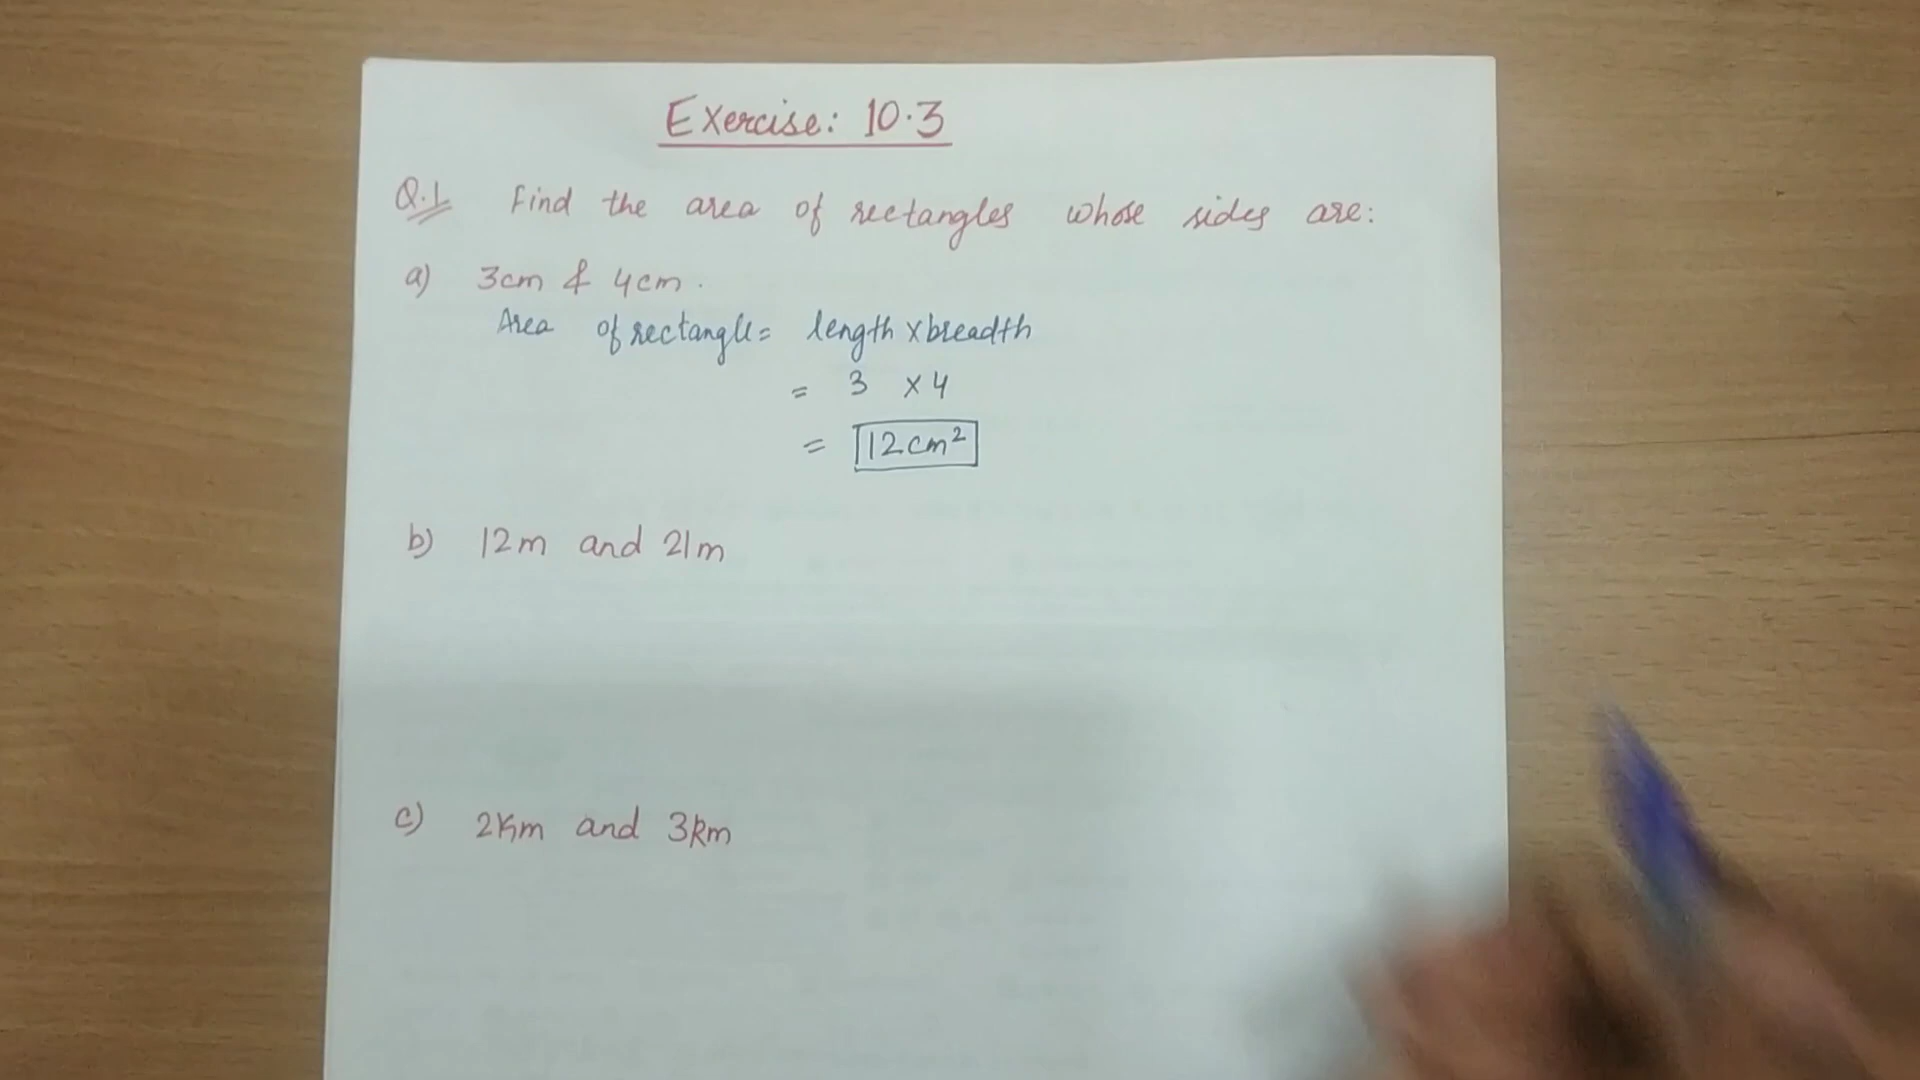 Exercise: 10.3
Q.1 Find the area of rectangles whose sides are:
a) 3cm & 4cm.
Area of rectangle = length x breadth
= 3 x 4
= 12cm²
b) 12m and 21m
c) 2Km and 3km